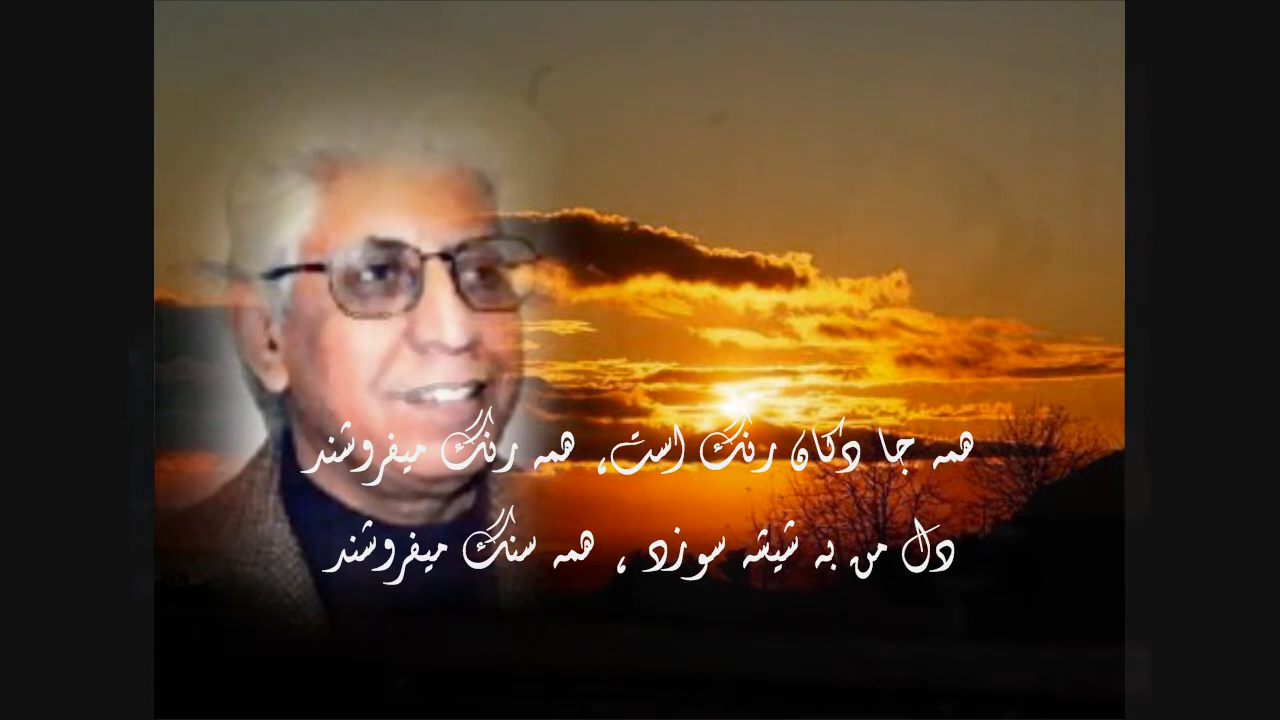 همه جا دکان رنگ است، همه رنگ میفروشند
دل من به شیشه سوزد ، همه سنگ میفروشند